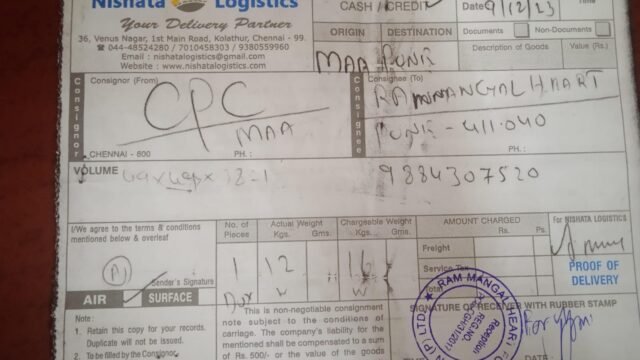 Nishata Logistics
CASH / CREDIT
Date 9/12/23
Your Delivery Partner
36, Venus Nagar, 1st Main Road, Kolathur, Chennai - 99.
044-48524280 / 7010458303 / 9380559960
Email : nishatalogistics@gmail.com
Website : www.nishatalogistics.com
ORIGIN DESTINATION
Documents Non-Documents
Description of Goods Value (Rs.)
MAA PUNE
Consignor
Consignor (From)
CPC
MAA
CHENNAI - 600 PH. :
Consignee
Consignee (To)
PUNE - 411.040
PH. :
VOLUME
9884307520
I/We agree to the terms & conditions
mentioned below & overleaf
Sender's Signature
AIR SURFACE
No. of Pieces
1
Actual Weight
Kgs. Gms.
12
Chargeable Weight
Kgs. Gms.
16
AMOUNT CHARGED
Rs. Ps.
Freight
Service Tax
Total
For NISHATA LOGISTICS
PROOF OF
DELIVERY
SIGNATURE OF RECEIVER WITH RUBBER STAMP
RAM MANGAL HEART
Reception
(P) LTD
Note :
1. Retain this copy for your records.
Duplicate will not be issued.
2. To be filled by the Consignor
This is non-negotiable consignment
note subject to the conditions of
carriage. The company's liability for the
mentioned shall be compensated to a sum
of Rs. 500/- or the value of the goods